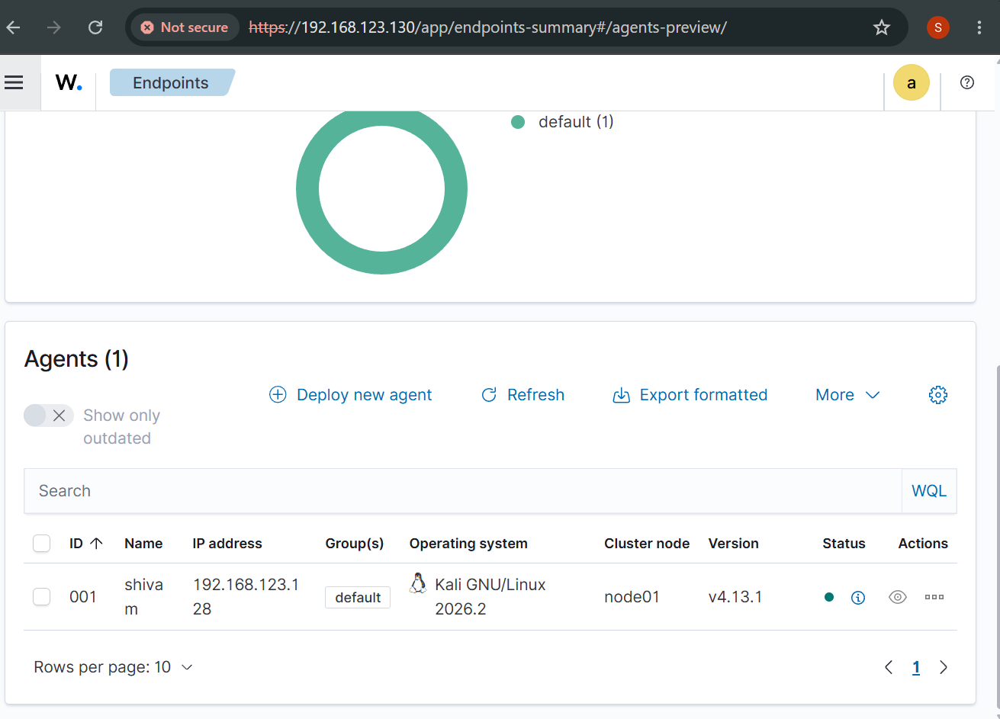 Not secure https://192.168.123.130/app/endpoints-summary#/agents-preview/ S
W. Endpoints a
default (1)
Agents (1)
Deploy new agent Refresh Export formatted More
Show only
outdated
Search WQL
ID Name IP address Group(s) Operating system Cluster node Version Status Actions
001 shiva 192.168.123.1 default Kali GNU/Linux node01 v4.13.1
m 28 2026.2
Rows per page: 10 1